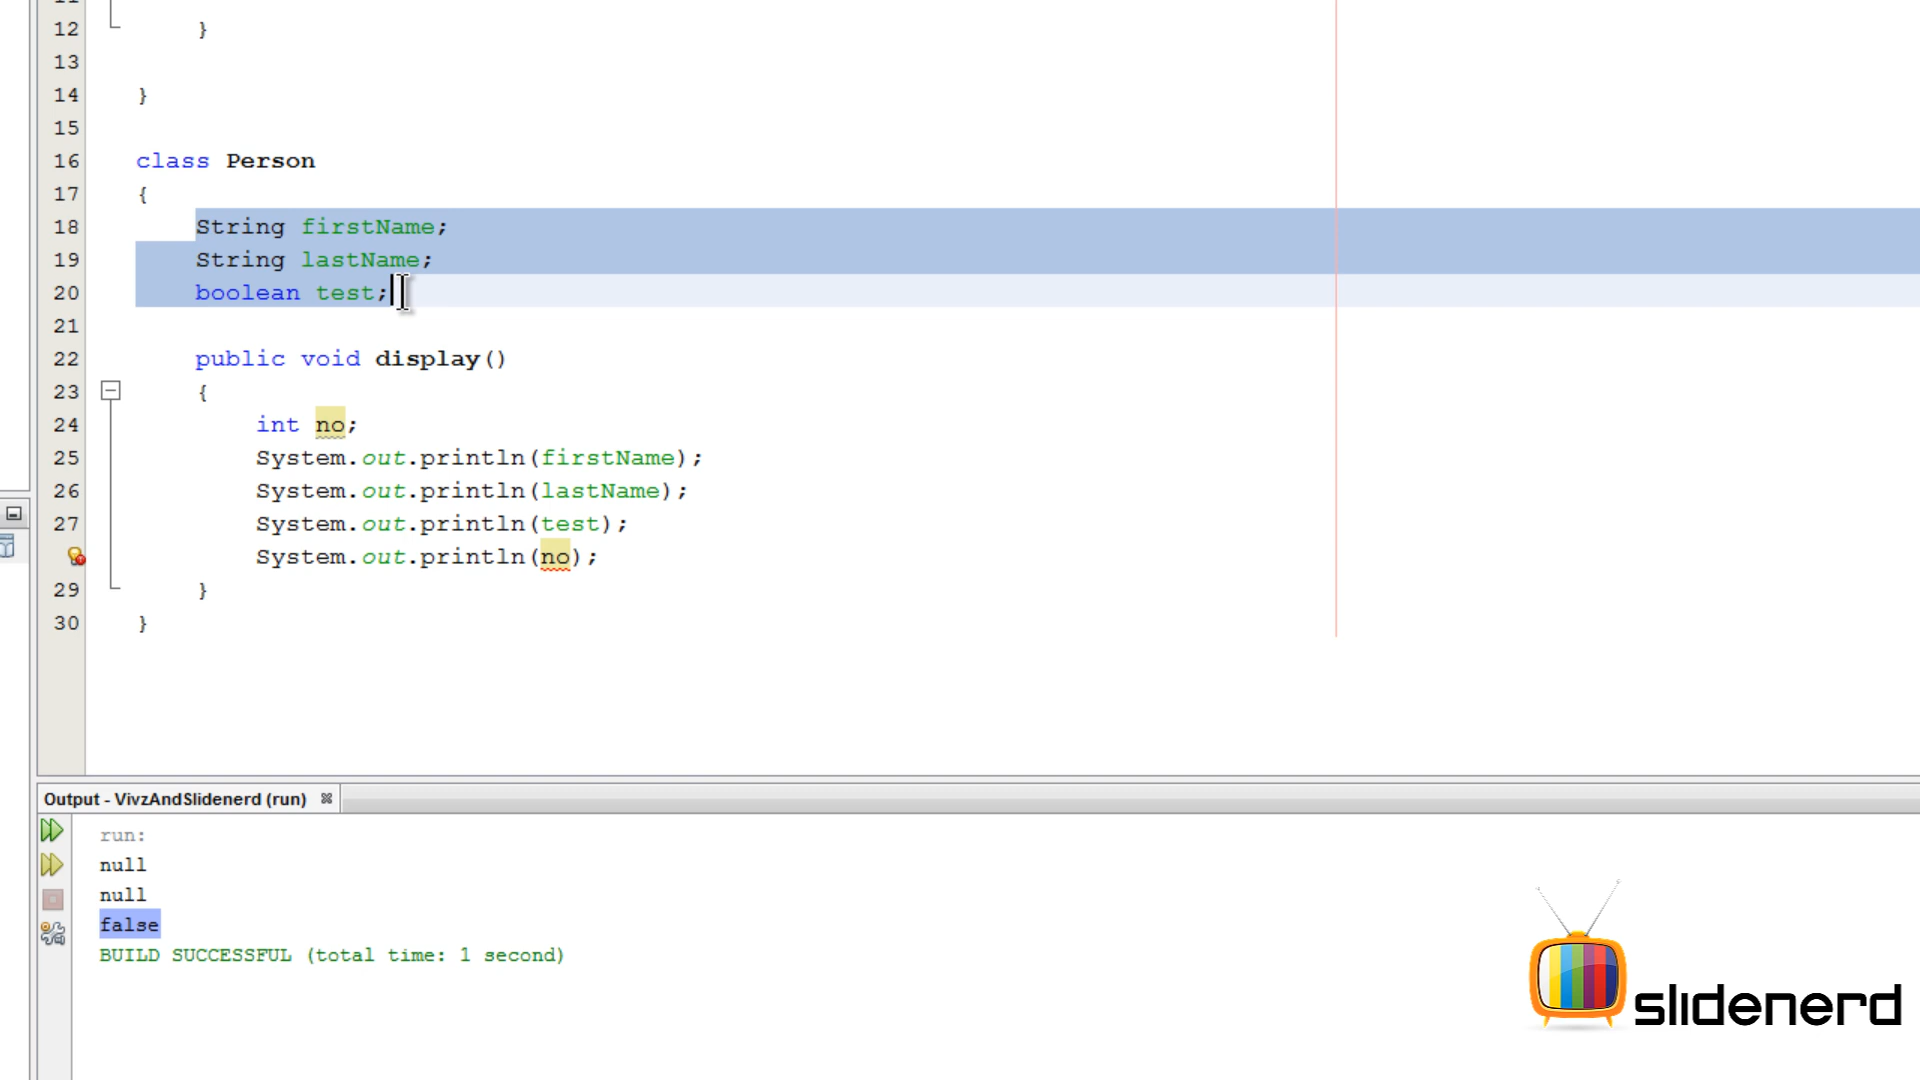 12 }
13
14 }
15
16 class Person
17 {
18 String firstName;
19 String lastName;
20 boolean test;
21
22 public void display()
23 {
24 int no;
25 System.out.println(firstName);
26 System.out.println(lastName);
27 System.out.println(test);
System.out.println(no);
29 }
30 }
Output - VivzAndSlidenerd (run)
run:
null
null
false
BUILD SUCCESSFUL (total time: 1 second)
slidenerd